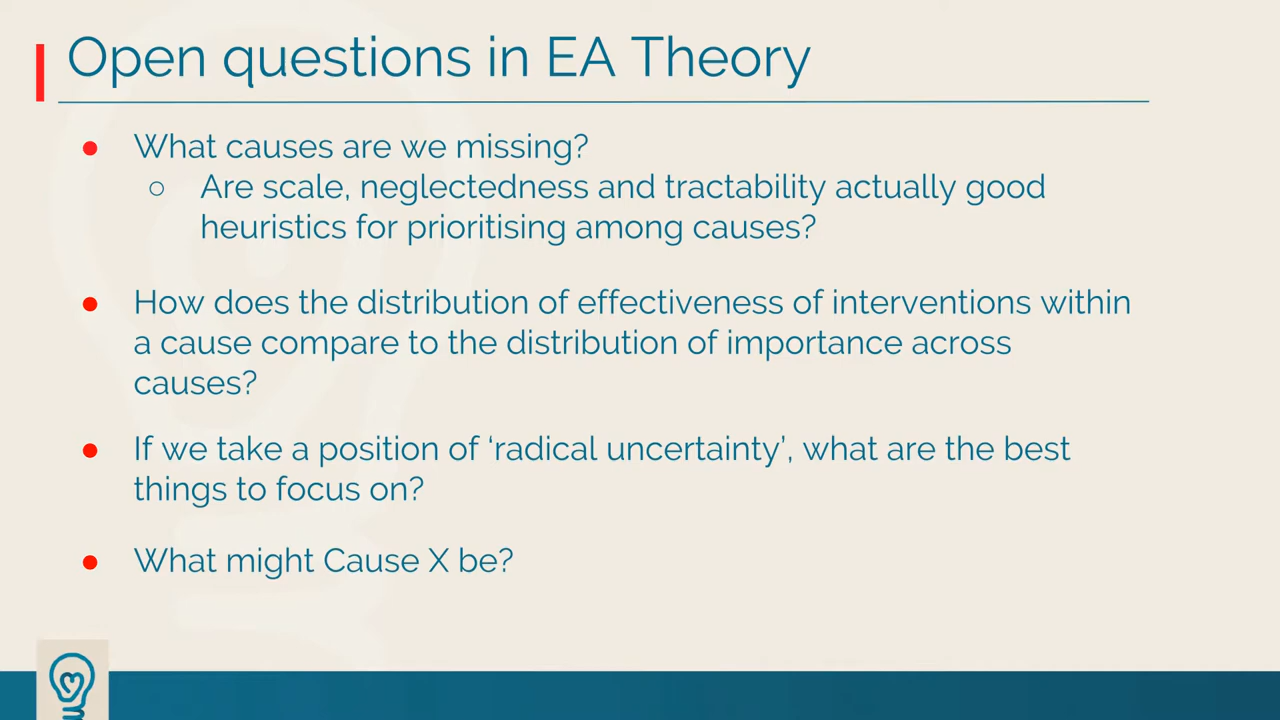 Open questions in EA Theory
● What causes are we missing?
○ Are scale, neglectedness and tractability actually good
heuristics for prioritising among causes?
● How does the distribution of effectiveness of interventions within
a cause compare to the distribution of importance across
causes?
● If we take a position of ‘radical uncertainty’, what are the best
things to focus on?
● What might Cause X be?